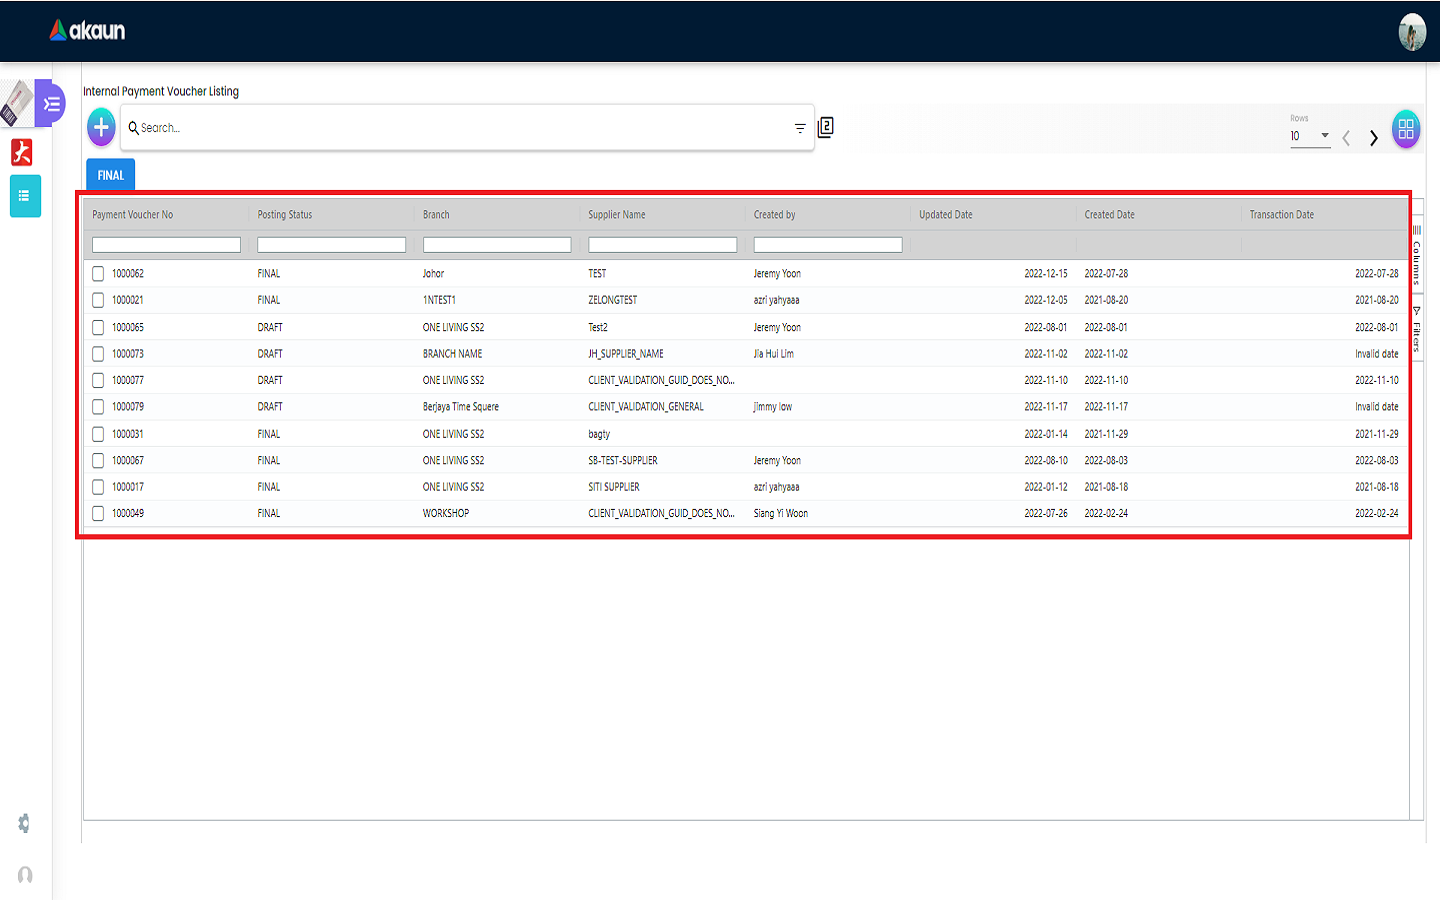 akaun
Internal Payment Voucher Listing
Search...
2
Rows
10
FINAL
Payment Voucher No Posting Status Branch Supplier Name Created by Updated Date Created Date Transaction Date
1000062 FINAL Johor TEST Jeremy Yoon 2022-12-15 2022-07-28 2022-07-28
1000021 FINAL 1NTEST1 ZELONGTEST azri yahyaaa 2022-12-05 2021-08-20 2021-08-20
1000065 DRAFT ONE LIVING SS2 Test2 Jeremy Yoon 2022-08-01 2022-08-01 2022-08-01
1000073 DRAFT BRANCH NAME JH_SUPPLIER_NAME Jia Hui Lim 2022-11-02 2022-11-02 Invalid date
1000077 DRAFT ONE LIVING SS2 CLIENT_VALIDATION_GUID_DOES_NO... 2022-11-10 2022-11-10 2022-11-10
1000079 DRAFT Berjaya Time Squere CLIENT_VALIDATION_GENERAL jimmy low 2022-11-17 2022-11-17 Invalid date
1000031 FINAL ONE LIVING SS2 bagty 2022-01-14 2021-11-29 2021-11-29
1000067 FINAL ONE LIVING SS2 SB-TEST-SUPPLIER Jeremy Yoon 2022-08-10 2022-08-03 2022-08-03
1000017 FINAL ONE LIVING SS2 SITI SUPPLIER azri yahyaaa 2022-01-12 2021-08-18 2021-08-18
1000049 FINAL WORKSHOP CLIENT_VALIDATION_GUID_DOES_NO... Siang Yi Woon 2022-07-26 2022-02-24 2022-02-24
Columns
Filters